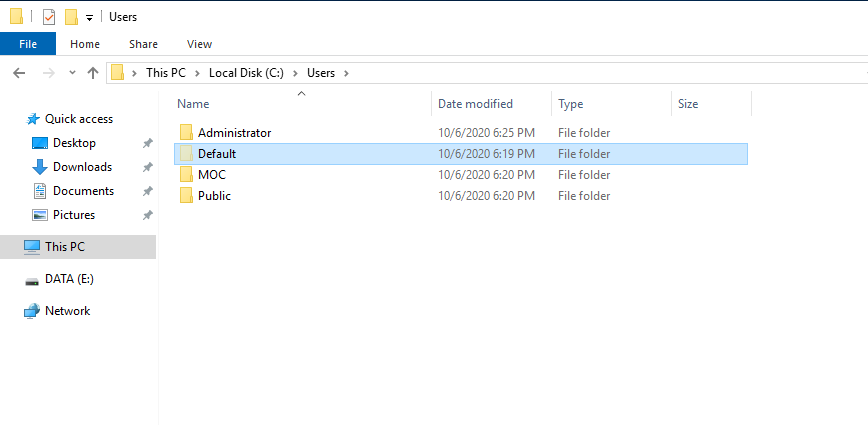 Users
File Home Share View
This PC Local Disk (C:) Users
Name Date modified Type Size
Quick access
Desktop
Downloads
Documents
Pictures
This PC
DATA (E:)
Network
Administrator 10/6/2020 6:25 PM File folder
Default 10/6/2020 6:19 PM File folder
MOC 10/6/2020 6:20 PM File folder
Public 10/6/2020 6:20 PM File folder